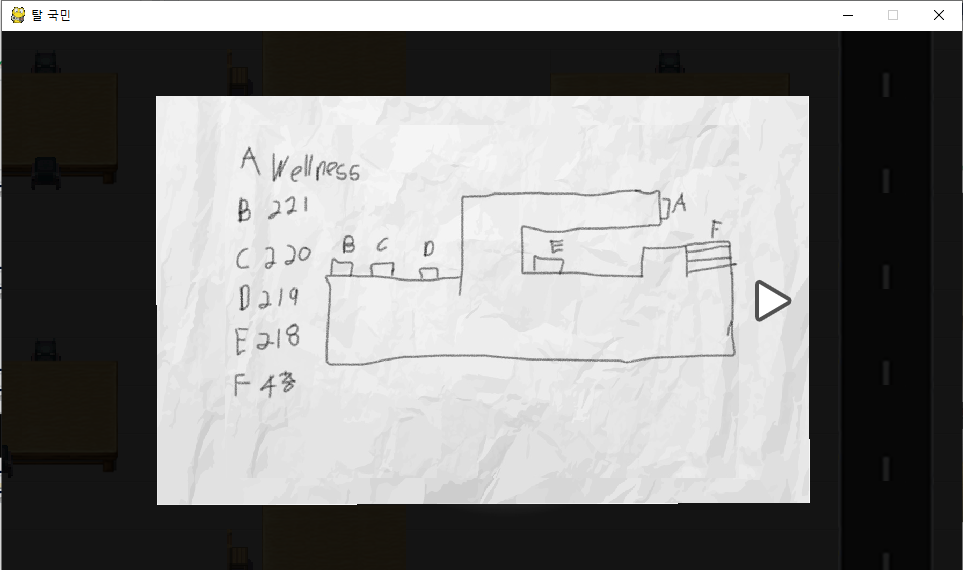 탈 국민
A Wellness
B 221
C 220
D 219
E 218
F 4층
B C D E A F